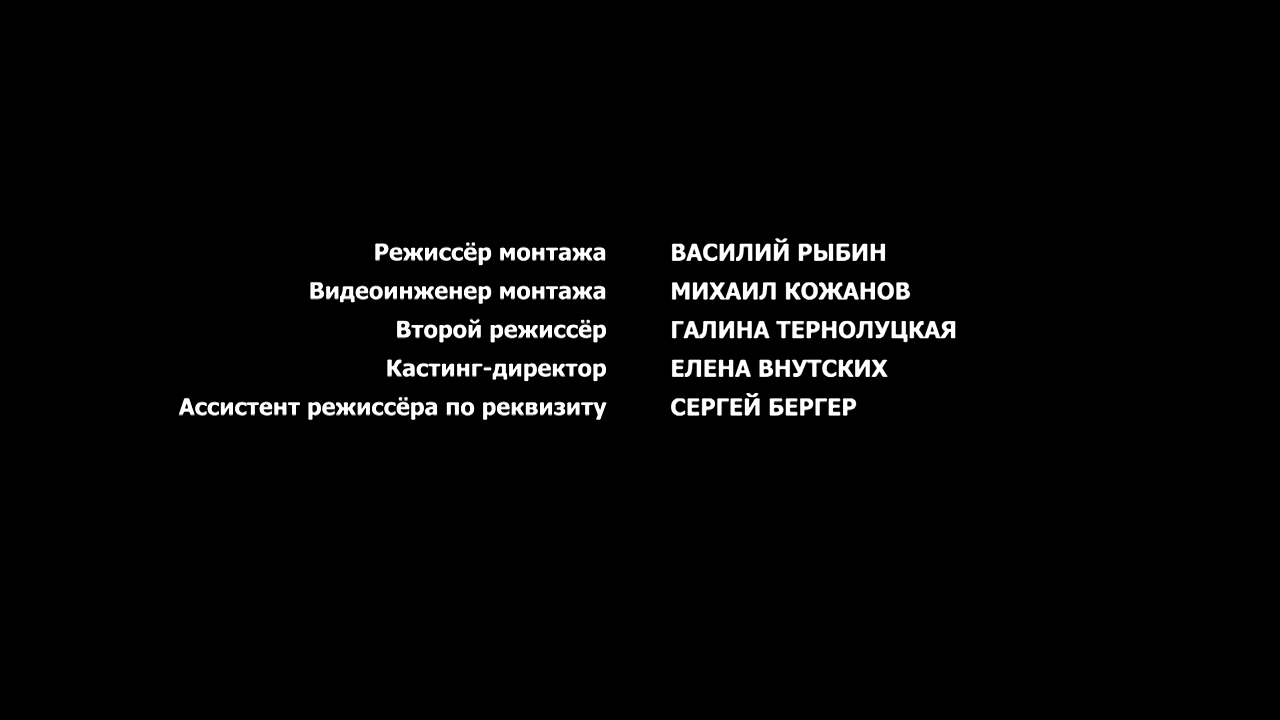 Режиссёр монтажа ВАСИЛИЙ РЫБИН
Видеоинженер монтажа МИХАИЛ КОЖАНОВ
Второй режиссёр ГАЛИНА ТЕРНОЛУЦКАЯ
Кастинг-директор ЕЛЕНА ВНУТСКИХ
Ассистент режиссёра по реквизиту СЕРГЕЙ БЕРГЕР